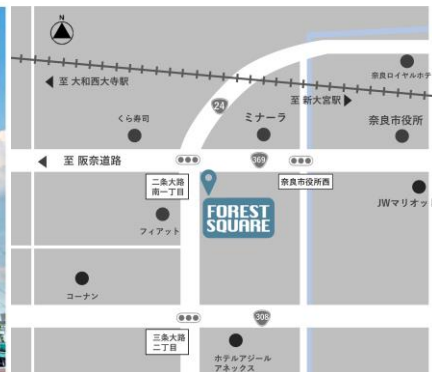 N
奈良ロイヤルホテ
至 大和西大寺駅
24
至 新大宮駅
くら寿司
ミナーラ
奈良市役所
至 阪奈道路
369
二条大路
南一丁目
奈良市役所西
JWマリオット
FOREST
SQUARE
フィアット
コーナン
308
三条大路
二丁目
ホテルアジール
アネックス